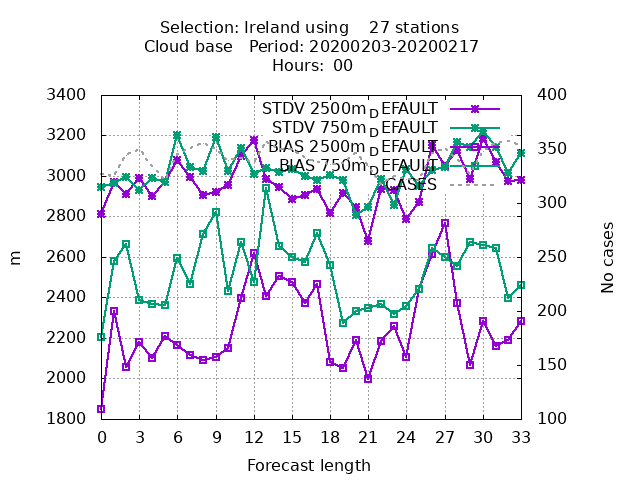 Selection: Ireland using 27 stations
Cloud base Period: 20200203-20200217
Hours: 00
STDV 2500m_DEFAULT
STDV 750m_DEFAULT
BIAS 2500m_DEFAULT
BIAS 750m_DEFAULT
CASES
3400
3200
3000
2800
2600
2400
2200
2000
1800
m
400
350
300
250
200
150
100
No cases
0 3 6 9 12 15 18 21 24 27 30 33
Forecast length